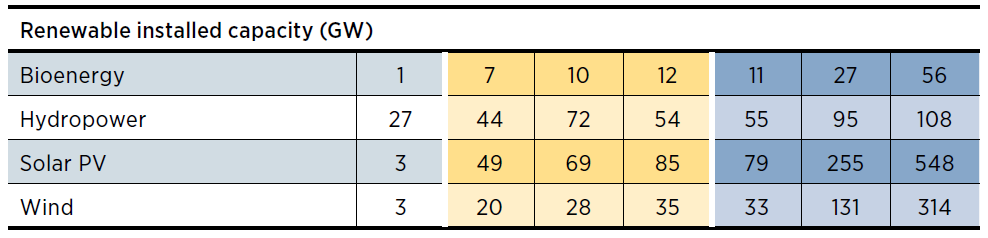 Renewable installed capacity (GW)
Bioenergy 1 7 10 12 11 27 56
Hydropower 27 44 72 54 55 95 108
Solar PV 3 49 69 85 79 255 548
Wind 3 20 28 35 33 131 314